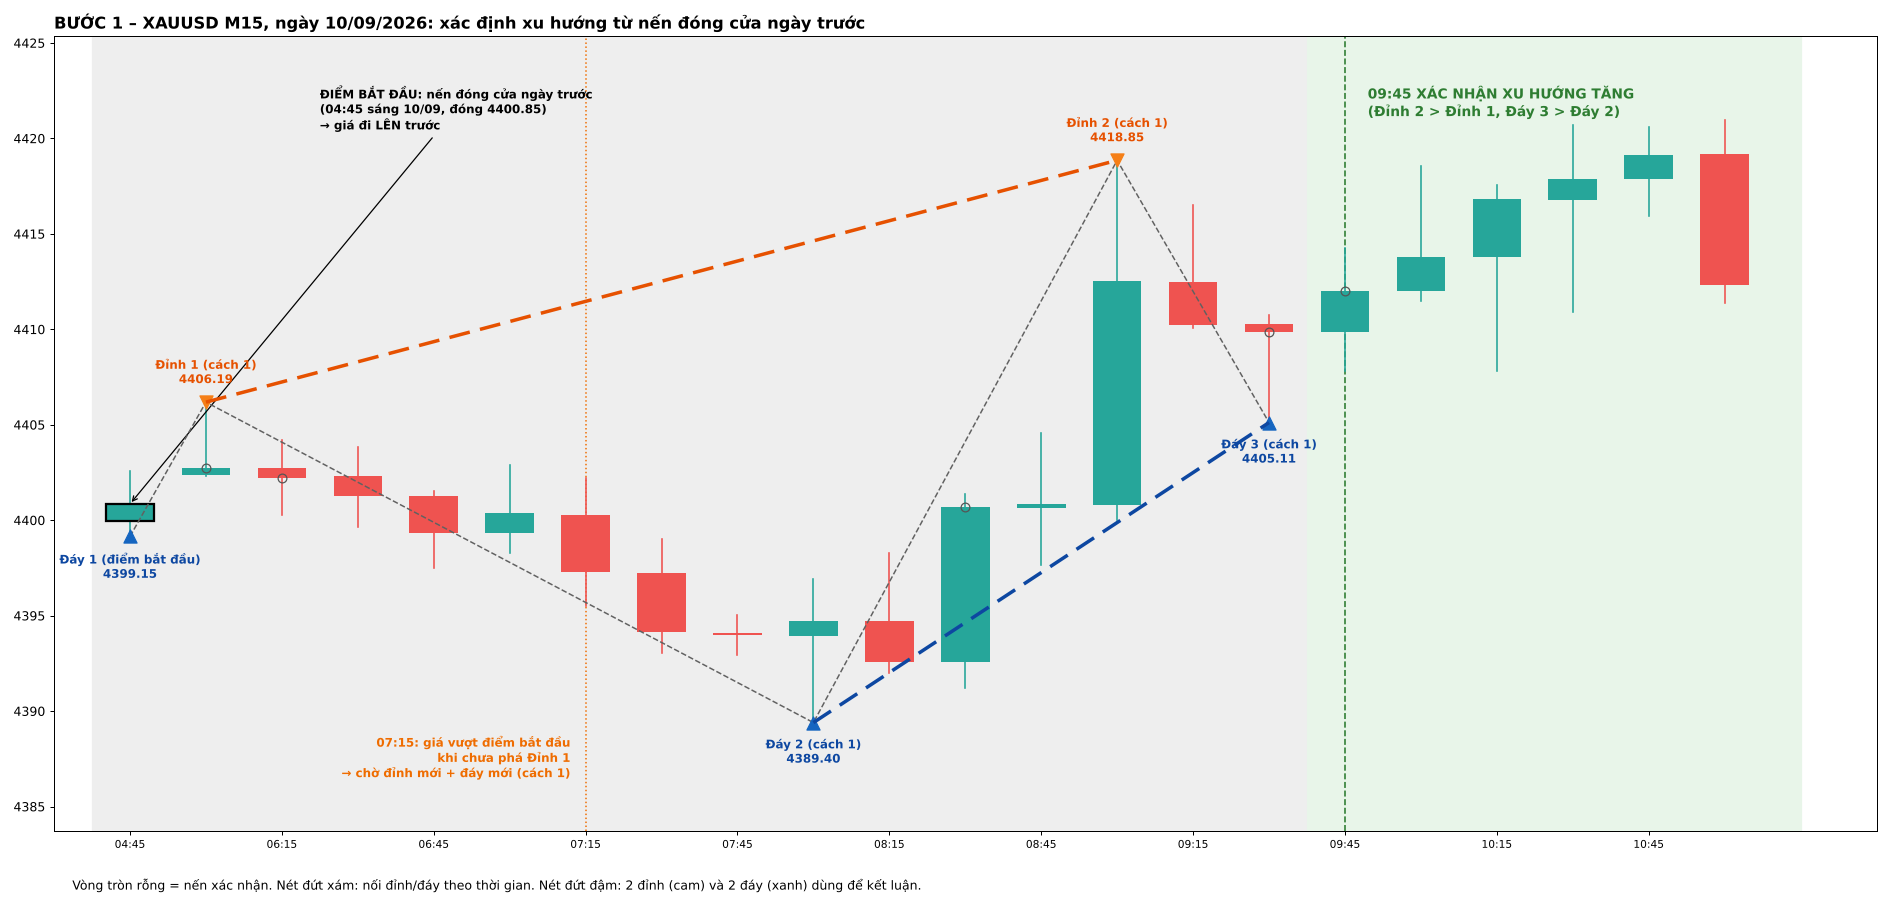 BƯỚC 1 – XAUUSD M15, ngày 10/09/2026: xác định xu hướng từ nến đóng cửa ngày trước
4425
4420
4415
4410
4405
4400
4395
4390
4385
ĐIỂM BẮT ĐẦU: nến đóng cửa ngày trước
(04:45 sáng 10/09, đóng 4400.85)
→ giá đi LÊN trước
09:45 XÁC NHẬN XU HƯỚNG TĂNG
(Đỉnh 2 > Đỉnh 1, Đáy 3 > Đáy 2)
Đỉnh 2 (cách 1)
4418.85
Đỉnh 1 (cách 1)
4406.19
Đáy 3 (cách 1)
4405.11
Đáy 1 (điểm bắt đầu)
4399.15
07:15: giá vượt điểm bắt đầu
khi chưa phá Đỉnh 1
→ chờ đỉnh mới + đáy mới (cách 1)
Đáy 2 (cách 1)
4389.40
04:45
06:15
06:45
07:15
07:45
08:15
08:45
09:15
09:45
10:15
10:45
Vòng tròn rỗng = nến xác nhận. Nét đứt xám: nối đỉnh/đáy theo thời gian. Nét đứt đậm: 2 đỉnh (cam) và 2 đáy (xanh) dùng để kết luận.